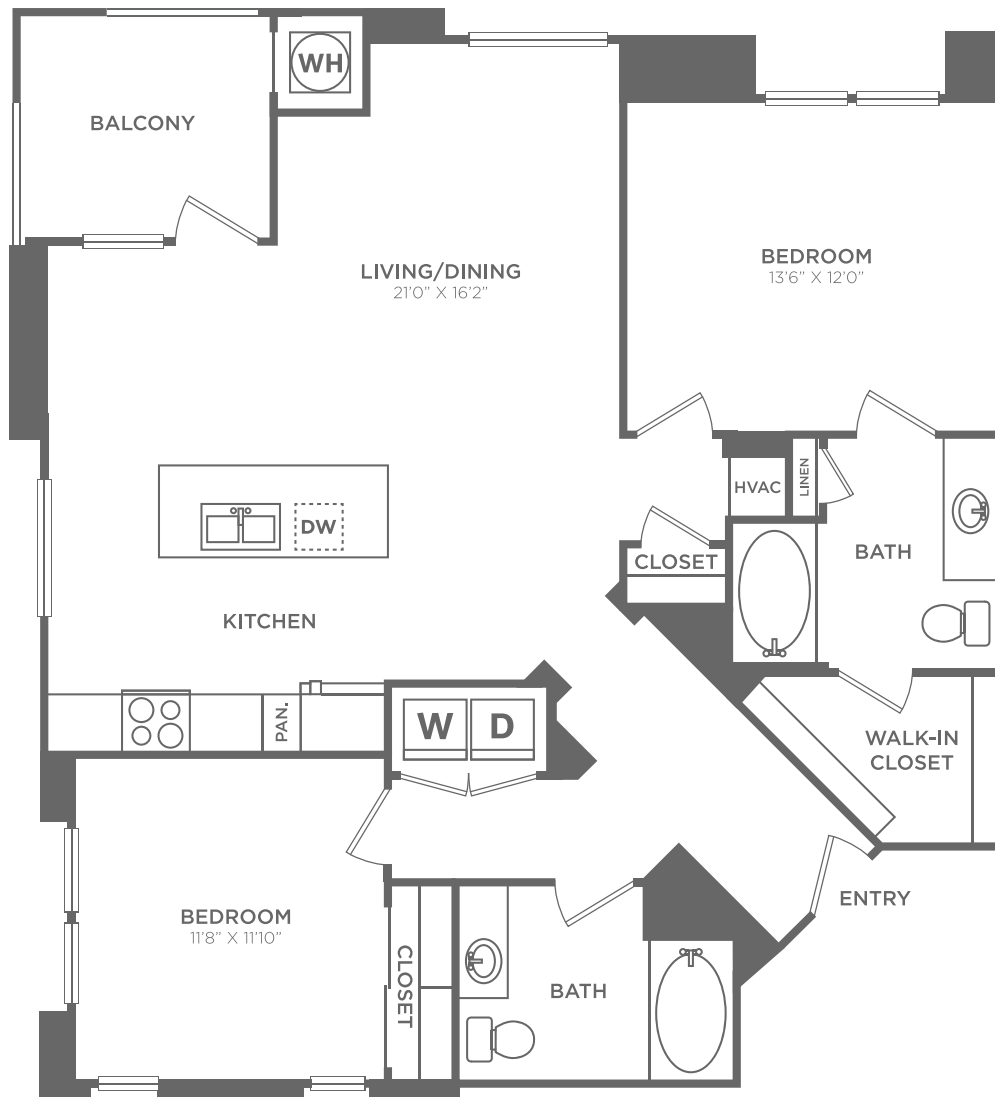 WH
BALCONY
LIVING/DINING
21'0" X 16'2"
BEDROOM
13'6" X 12'0"
HVAC
LINEN
DW
CLOSET
BATH
KITCHEN
PAN.
W D
WALK-IN
CLOSET
ENTRY
BEDROOM
11'8" X 11'10"
CLOSET
BATH